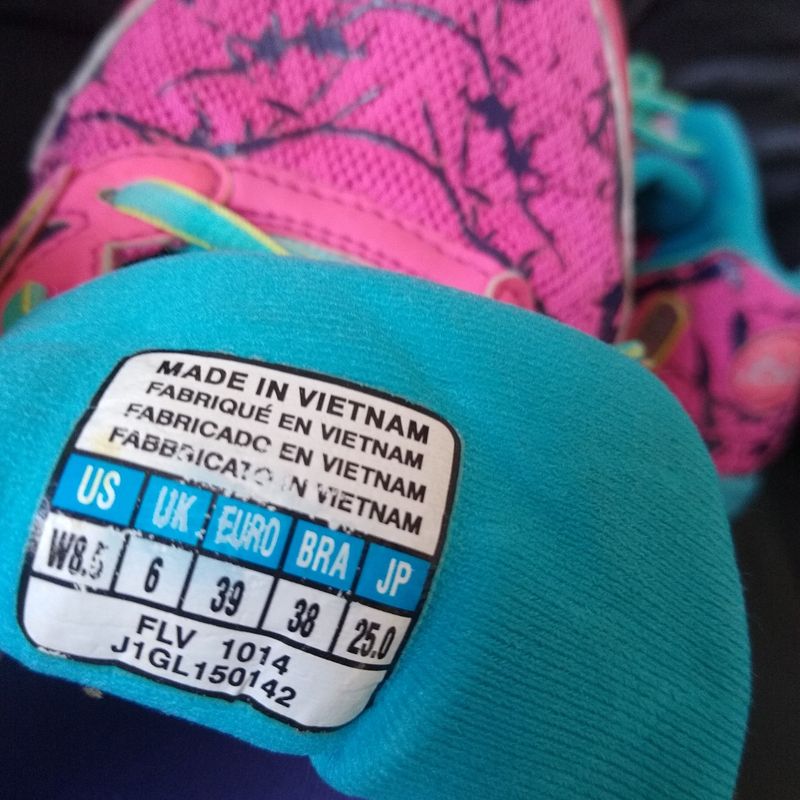 MADE IN VIETNAM
FABRIQUÉ EN VIETNAM
FABRICADO EN VIETNAM
FABBRICATO IN VIETNAM
US UK EURO BRA JP
W8.5 6 39 38 25.0
FLV 1014
J1GL150142